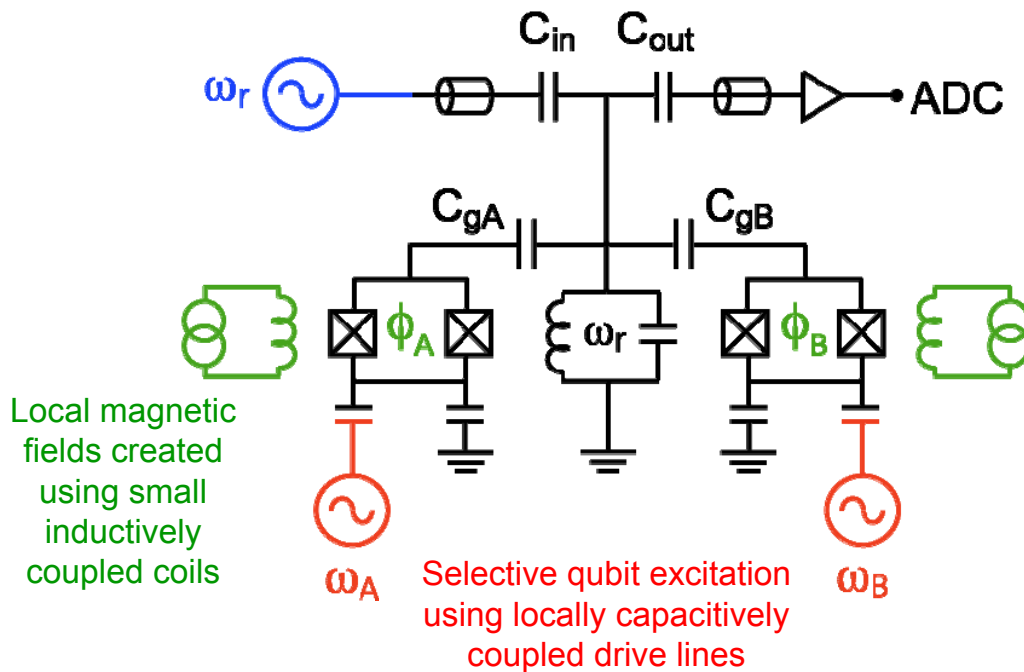 C_in C_out
ω_r ADC
C_gA C_gB
ϕ_A ω_r ϕ_B
Local magnetic
fields created
using small
inductively
coupled coils
ω_A ω_B
Selective qubit excitation
using locally capacitively
coupled drive lines